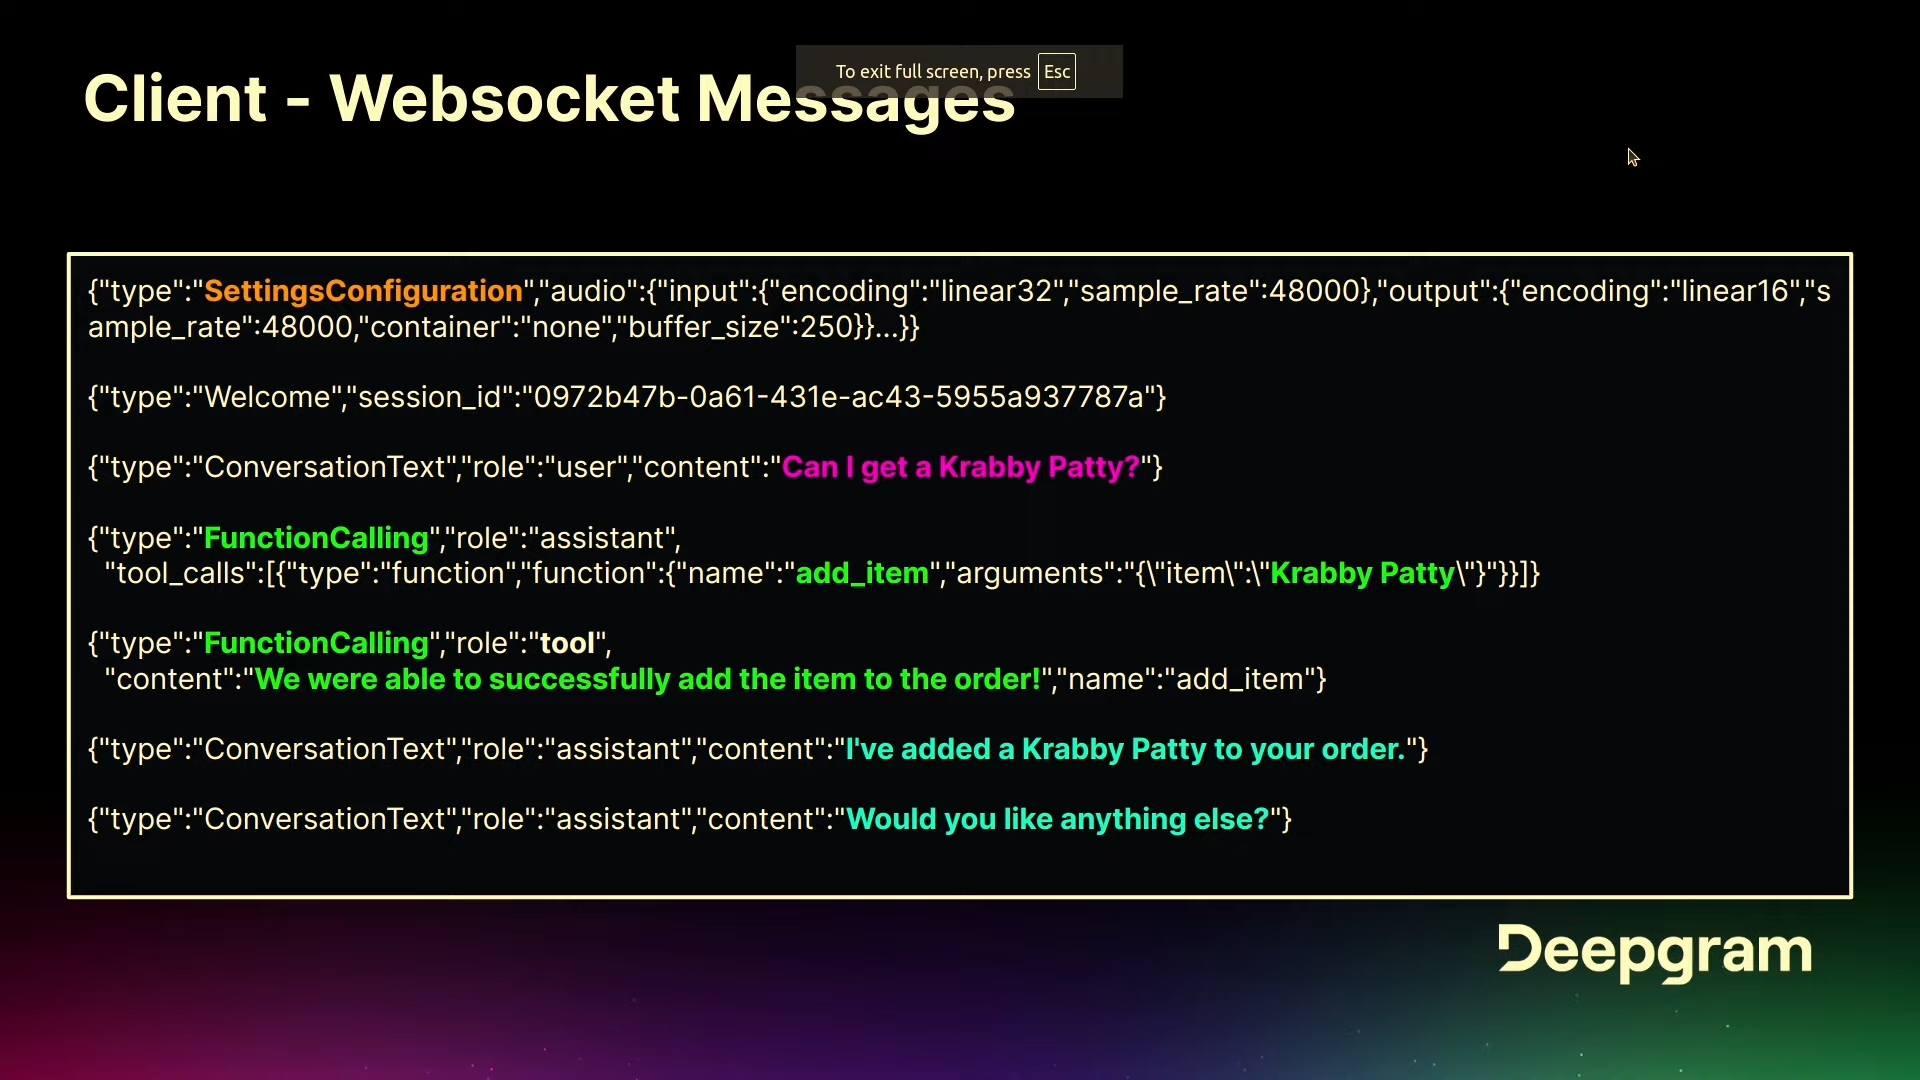 To exit full screen, press Esc
Client - Websocket Messages
{"type":"SettingsConfiguration","audio":{"input":{"encoding":"linear32","sample_rate":48000},"output":{"encoding":"linear16","s
ample_rate":48000,"container":"none","buffer_size":250}}...}}
{"type":"Welcome","session_id":"0972b47b-0a61-431e-ac43-5955a937787a"}
{"type":"ConversationText","role":"user","content":"Can I get a Krabby Patty?"}
{"type":"FunctionCalling","role":"assistant",
"tool_calls":[{"type":"function","function":{"name":"add_item","arguments":"{\"item\":\"Krabby Patty\"}"}}]}
{"type":"FunctionCalling","role":"tool",
"content":"We were able to successfully add the item to the order!","name":"add_item"}
{"type":"ConversationText","role":"assistant","content":"I've added a Krabby Patty to your order."}
{"type":"ConversationText","role":"assistant","content":"Would you like anything else?"}
Deepgram